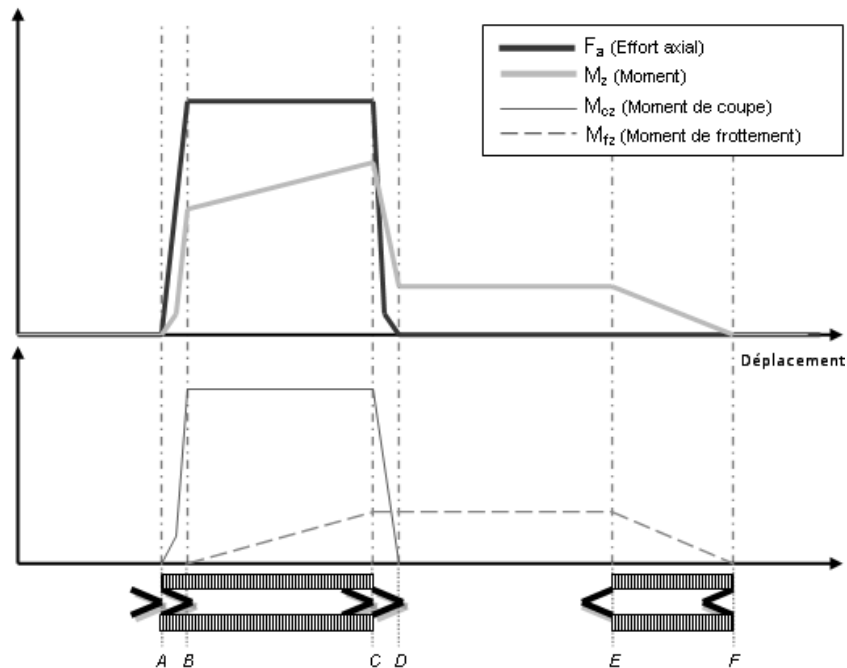 Fa (Effort axial)
Mz (Moment)
Mcz (Moment de coupe)
Mfz (Moment de frottement)
Déplacement
A B C D E F